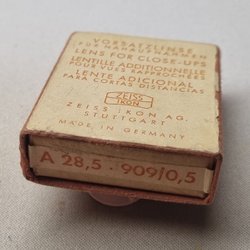 VORSATZLINSE
FÜR NAHAUFNAHMEN
LENS FOR CLOSE-UPS
LENTILLE ADDITIONNELLE
POUR VUES RAPPROCHÉES
LENTE ADICIONAL
PARA CORTAS DISTANCIAS
ZEISS
IKON
ZEISS IKON AG.
STUTTGART
MADE IN GERMANY
A 28,5 · 909/0,5